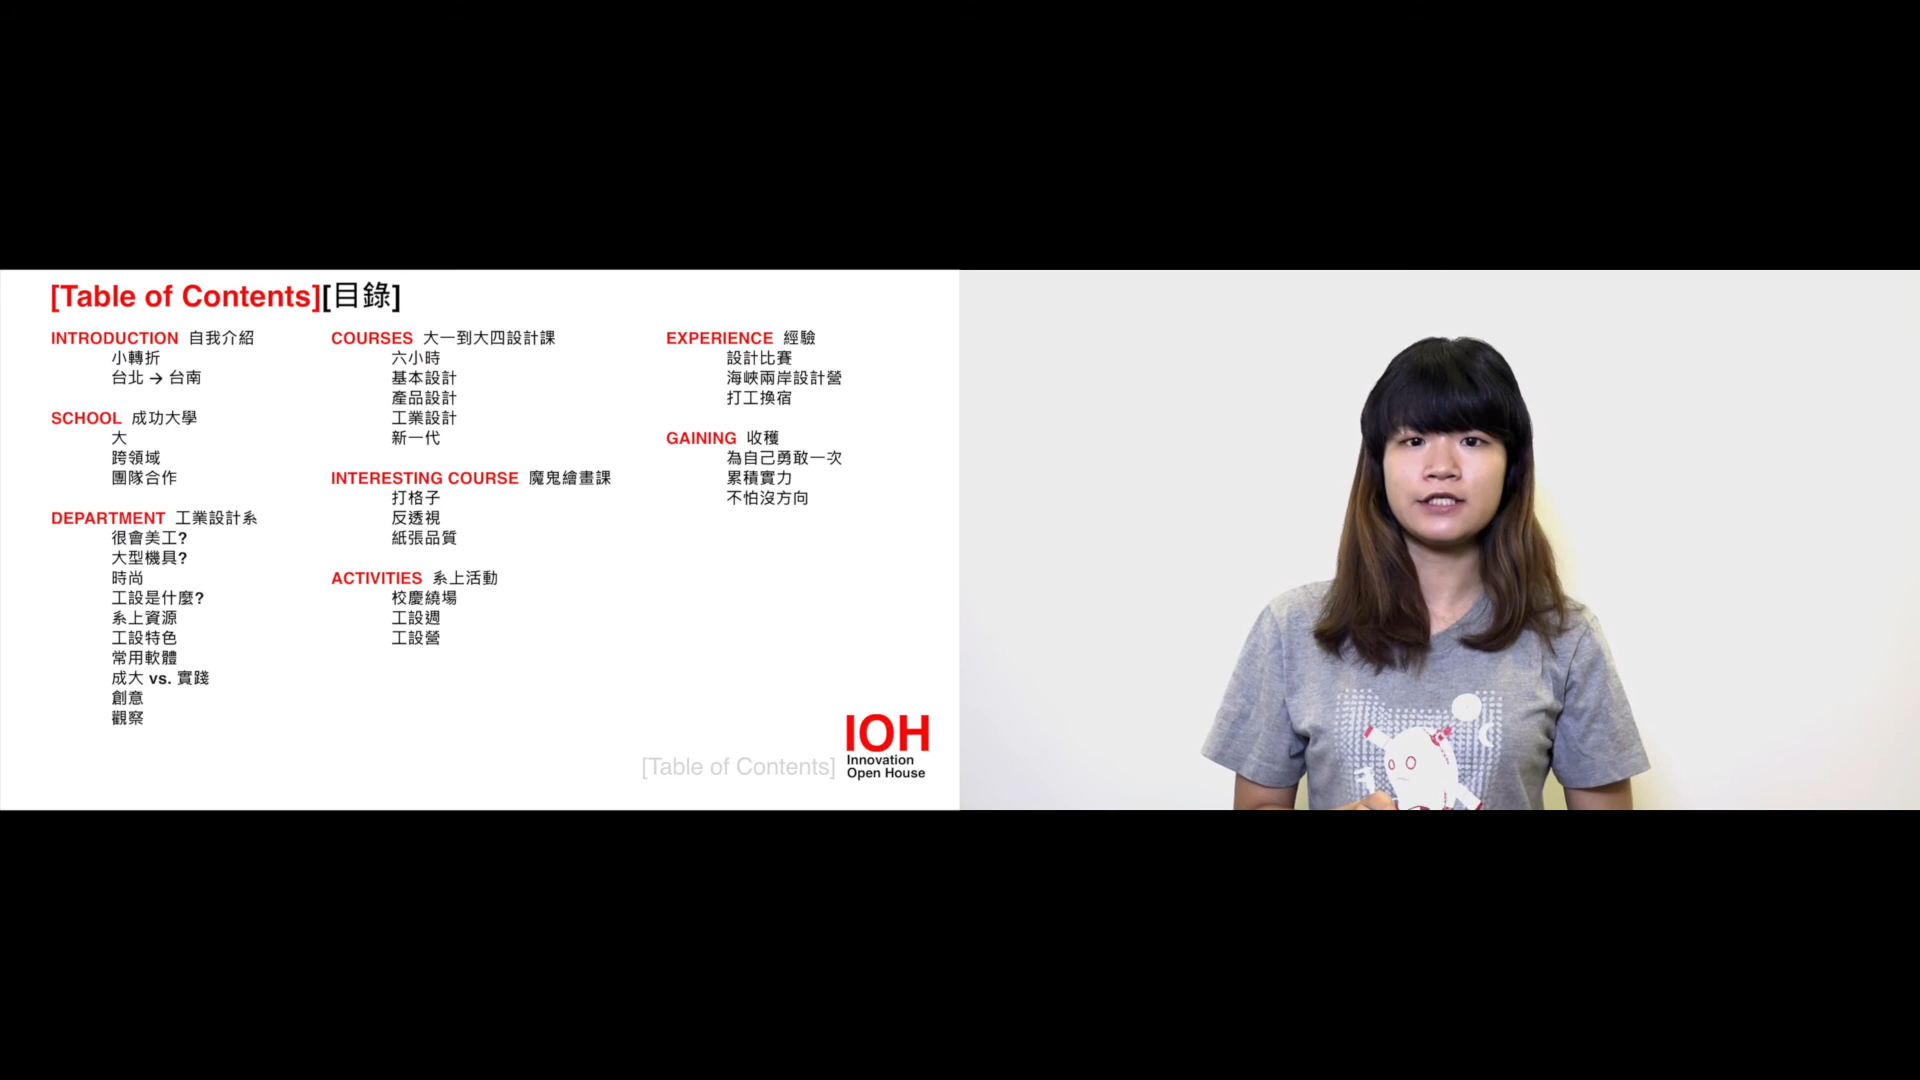 [Table of Contents][目錄]
INTRODUCTION 自我介紹
小轉折
台北 → 台南
SCHOOL 成功大學
大
跨領域
團隊合作
DEPARTMENT 工業設計系
很會美工?
大型機具?
時尚
工設是什麼?
系上資源
工設特色
常用軟體
成大 vs. 實踐
創意
觀察
COURSES 大一到大四設計課
六小時
基本設計
產品設計
工業設計
新一代
INTERESTING COURSE 魔鬼繪畫課
打格子
反透視
紙張品質
ACTIVITIES 系上活動
校慶繞場
工設週
工設營
EXPERIENCE 經驗
設計比賽
海峽兩岸設計營
打工換宿
GAINING 收穫
為自己勇敢一次
累積實力
不怕沒方向
[Table of Contents]
IOH
Innovation
Open House